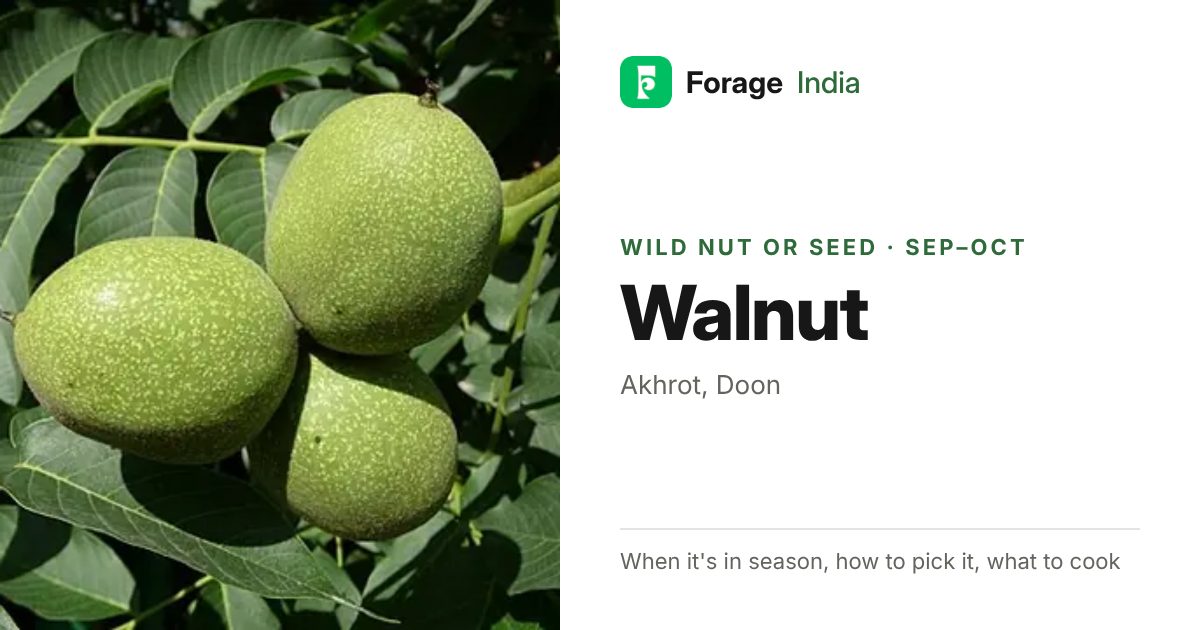 Forage India
WILD NUT OR SEED · SEP–OCT
Walnut
Akhrot, Doon
When it's in season, how to pick it, what to cook